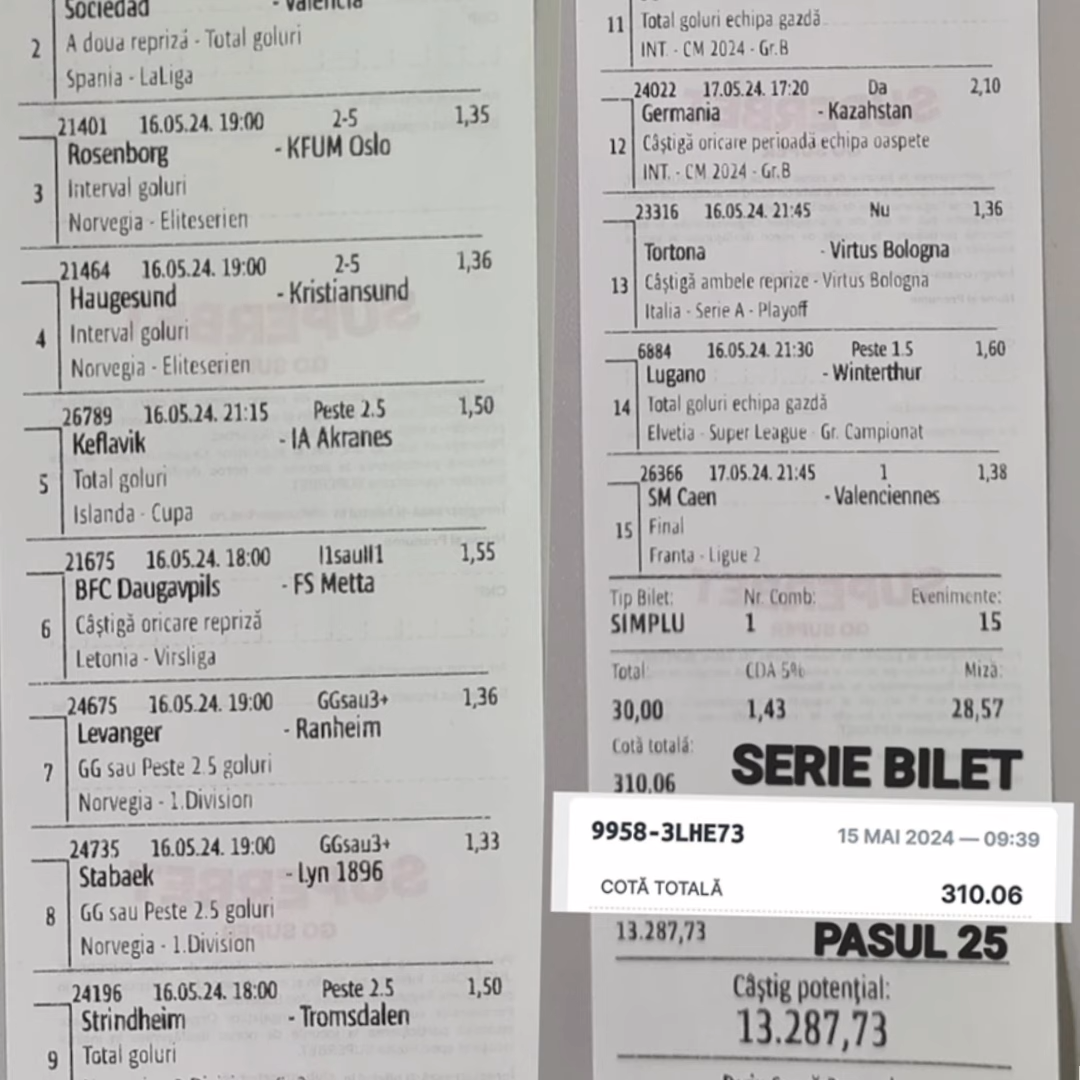 Sociedad - Valencia
2 A doua repriză - Total goluri
Spania - LaLiga
21401 16.05.24. 19:00 2-5 1,35
Rosenborg - KFUM Oslo
3 Interval goluri
Norvegia - Eliteserien
21464 16.05.24. 19:00 2-5 1,36
Haugesund - Kristiansund
4 Interval goluri
Norvegia - Eliteserien
26789 16.05.24. 21:15 Peste 2.5 1,50
Keflavik - IA Akranes
5 Total goluri
Islanda - Cupa
21675 16.05.24. 18:00 I1sauII1 1,55
BFC Daugavpils - FS Metta
6 Câștigă oricare repriză
Letonia - Virsliga
24675 16.05.24. 19:00 GGsau3+ 1,36
Levanger - Ranheim
7 GG sau Peste 2.5 goluri
Norvegia - 1.Division
24735 16.05.24. 19:00 GGsau3+ 1,33
Stabaek - Lyn 1896
8 GG sau Peste 2.5 goluri
Norvegia - 1.Division
24196 16.05.24. 18:00 Peste 2.5 1,50
Strindheim - Tromsdalen
9 Total goluri
11 Total goluri echipa gazdă
INT. - CM 2024 - Gr.B
24022 17.05.24. 17:20 Da 2,10
Germania - Kazahstan
12 Câștigă oricare perioadă echipa oaspete
INT. - CM 2024 - Gr.B
23316 16.05.24. 21:45 Nu 1,36
Tortona - Virtus Bologna
13 Câștigă ambele reprize - Virtus Bologna
Italia - Serie A - Playoff
6884 16.05.24. 21:30 Peste 1.5 1,60
Lugano - Winterthur
14 Total goluri echipa gazdă
Elvetia - Super League - Gr. Campionat
26366 17.05.24. 21:45 1 1,38
SM Caen - Valenciennes
15 Final
Franta - Ligue 2
Tip Bilet: Nr. Comb: Evenimente:
SIMPLU 1 15
Total: CDA 5% Miză:
30,00 1,43 28,57
Cotă totală:
310.06
SERIE BILET
9958-3LHE73 15 MAI 2024 — 09:39
COTĂ TOTALĂ 310.06
13.287,73
PASUL 25
Câștig potențial:
13.287,73